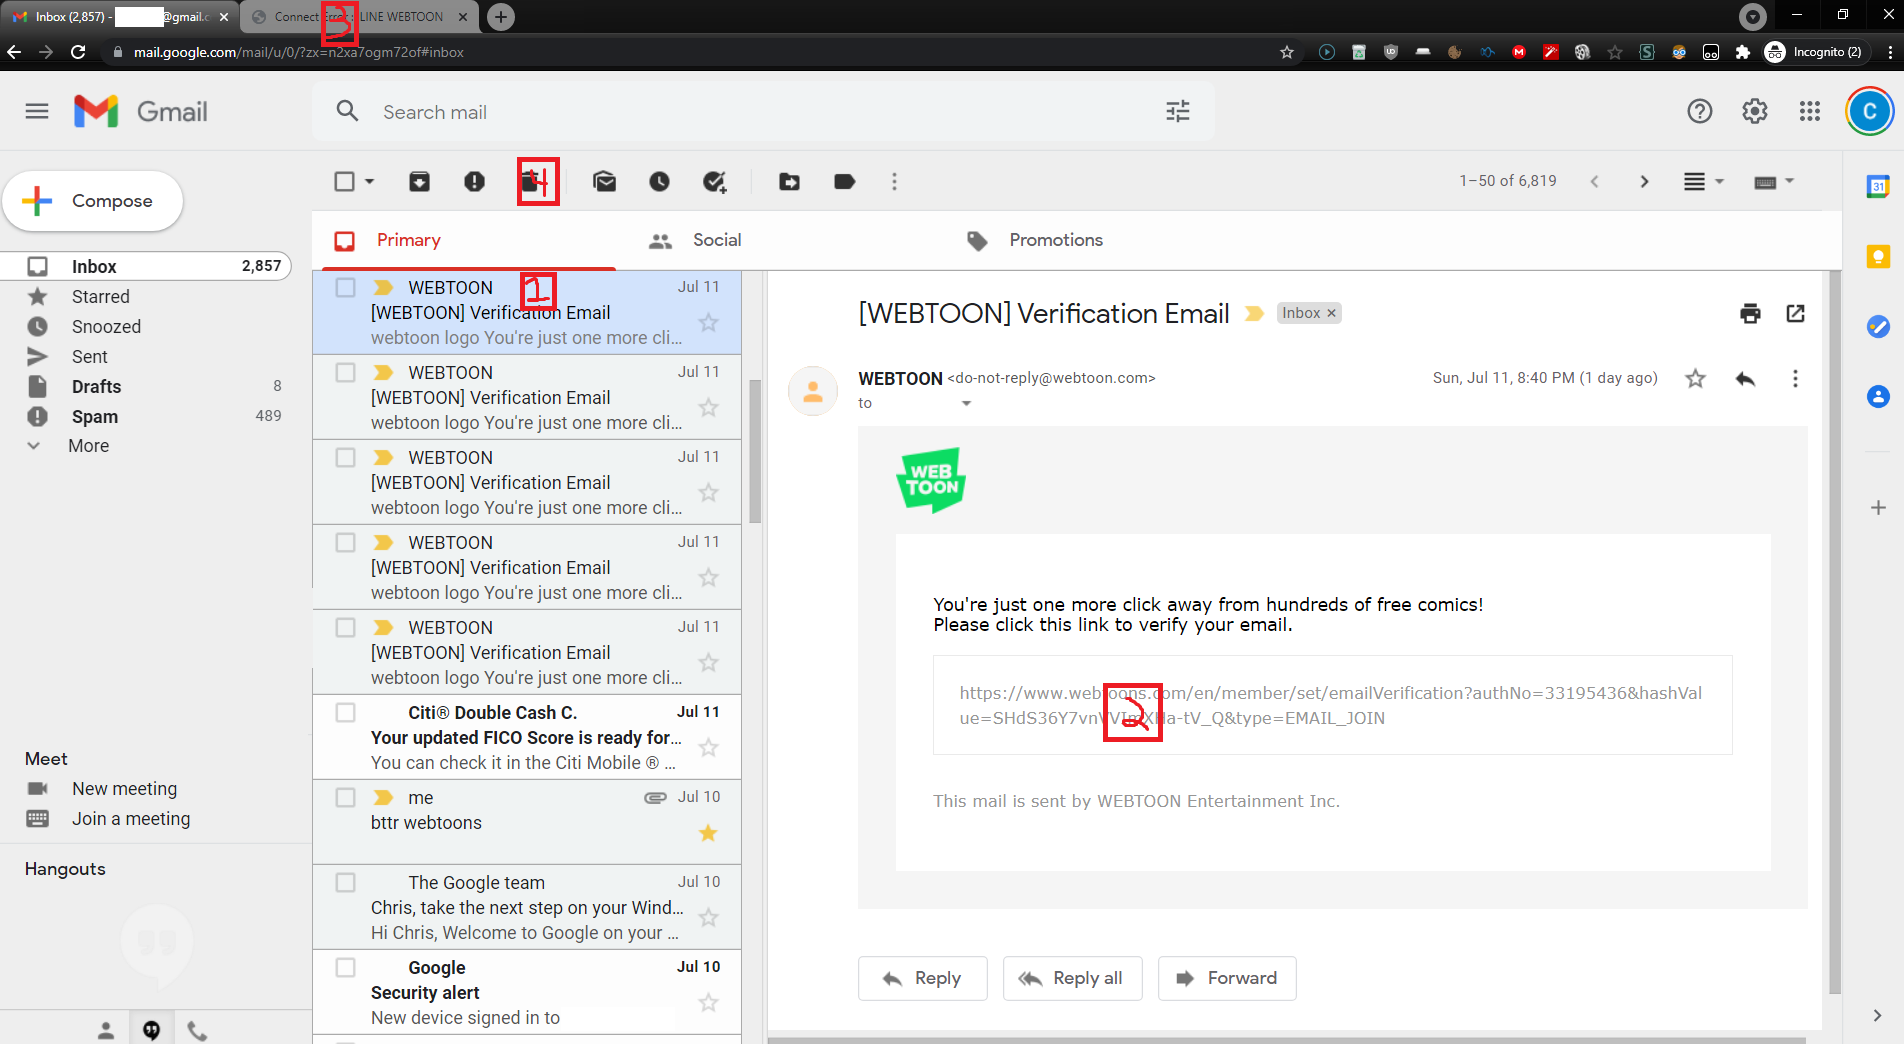 Inbox (2,857) - @gmail.c
Connect Error : LINE WEBTOON
3
mail.google.com/mail/u/0/?zx=n2xa7ogm72of#inbox
Incognito (2)
Gmail
Search mail
C
Compose
4
1–50 of 6,819
31
Primary
Social
Promotions
Inbox 2,857
Starred
Snoozed
Sent
Drafts 8
Spam 489
More
Meet
New meeting
Join a meeting
Hangouts
1
WEBTOON Jul 11
[WEBTOON] Verification Email
webtoon logo You're just one more cli...
WEBTOON Jul 11
[WEBTOON] Verification Email
webtoon logo You're just one more cli...
WEBTOON Jul 11
[WEBTOON] Verification Email
webtoon logo You're just one more cli...
WEBTOON Jul 11
[WEBTOON] Verification Email
webtoon logo You're just one more cli...
WEBTOON Jul 11
[WEBTOON] Verification Email
webtoon logo You're just one more cli...
Citi® Double Cash C. Jul 11
Your updated FICO Score is ready for...
You can check it in the Citi Mobile ® ...
me Jul 10
bttr webtoons
The Google team Jul 10
Chris, take the next step on your Wind...
Hi Chris, Welcome to Google on your ...
Google Jul 10
Security alert
New device signed in to
[WEBTOON] Verification Email
Inbox ×
WEBTOON <do-not-reply@webtoon.com>
Sun, Jul 11, 8:40 PM (1 day ago)
to
WEB
TOON
You're just one more click away from hundreds of free comics!
Please click this link to verify your email.
https://www.webtoons.com/en/member/set/emailVerification?authNo=33195436&hashVal
2
This mail is sent by WEBTOON Entertainment Inc.
Reply
Reply all
Forward